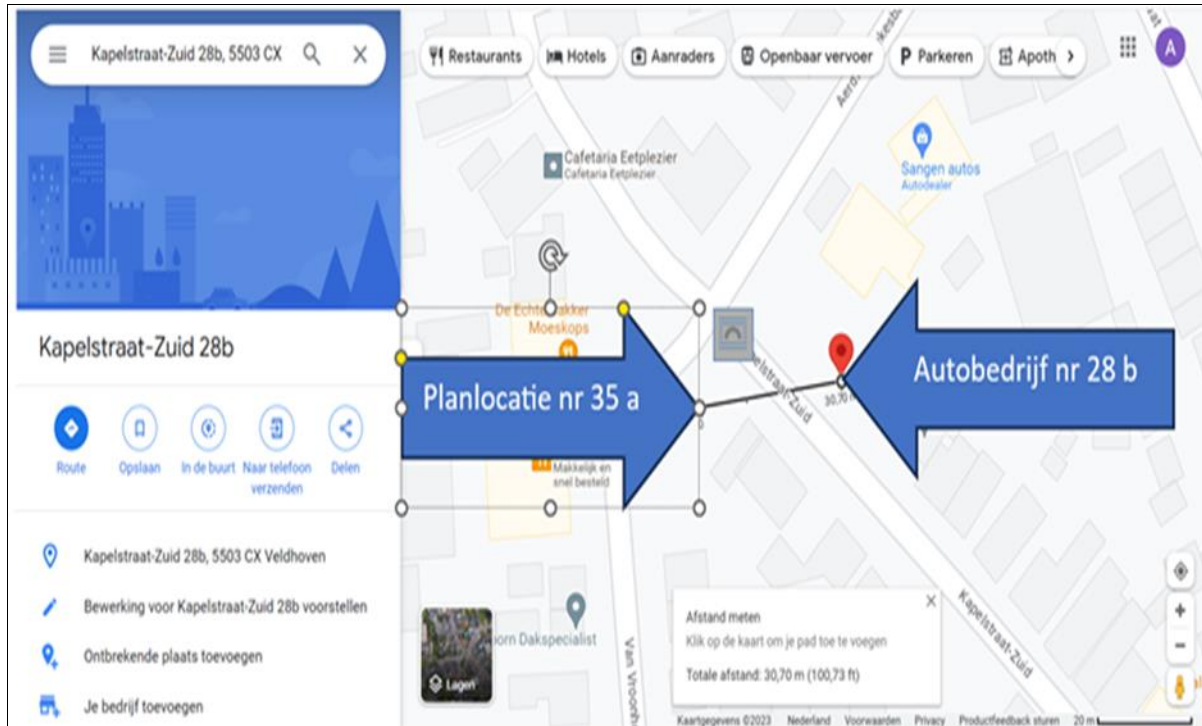 Kapelstraat-Zuid 28b, 5503 CX
Restaurants
Hotels
Aanraders
Openbaar vervoer
P Parkeren
Apoth
A
Kapelstraat-Zuid 28b
Route
Opslaan
In de buurt
Naar telefoon
verzenden
Delen
Kapelstraat-Zuid 28b, 5503 CX Veldhoven
Bewerking voor Kapelstraat-Zuid 28b voorstellen
Ontbrekende plaats toevoegen
Je bedrijf toevoegen
Cafetaria Eetplezier
Cafetaria Eetplezier
Sangen autos
Autodealer
De Echte
Moeskops
Planlocatie nr 35 a
Autobedrijf nr 28 b
elstraat-Zuid
30,70
Makkelijk en
snel besteld
orn Dakspecialist
Lagen
Van Vroonh
Kapelstraat-Zuid
Afstand meten
Klik op de kaart om je pad toe te voegen
Totale afstand: 30,70 m (100,73 ft)
Kaartgegevens ©2023 Nederland Voorwaarden Privacy Productfeedback sturen 20 m